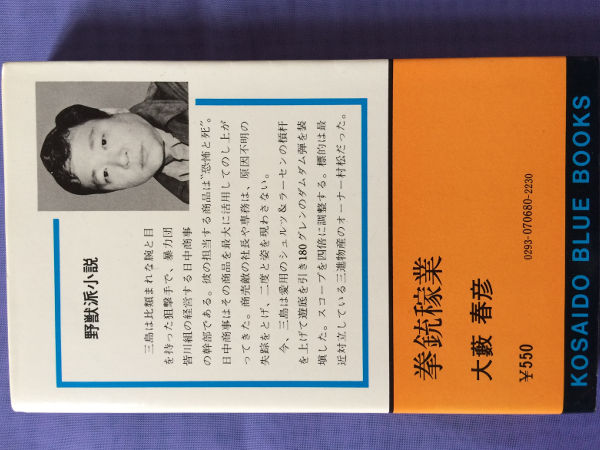 野獣派小説
三島は比類まれな腕と目
を持った狙撃手で、暴力団
皆川組の経営する日中商事
の幹部である。彼の担当する商品は"恐怖と死"。
日中商事はその商品を最大に活用してのし上が
ってきた。商売敵の社長や専務は、原因不明の
失踪をとげ、二度と姿を現わさない。
今、三島は愛用のシュルツ&ラーセンの槓杆
を上げて遊底を引き180グレンのダムダム弾を装
塡した。スコープを四倍に調整する。標的は最
近対立している三進物産のオーナー村松だった。
拳銃稼業
大藪春彦
¥550
0293-070680-2230
KOSAIDO BLUE BOOKS